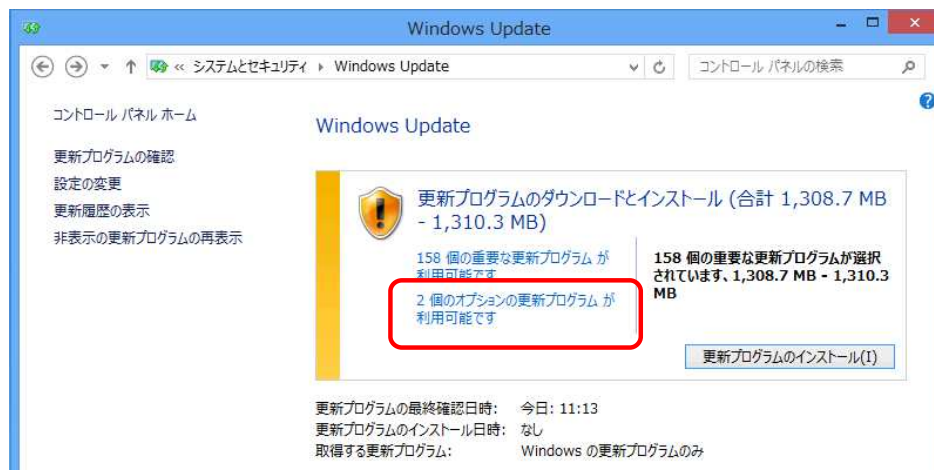 Windows Update
« システムとセキュリティ ▸ Windows Update
コントロール パネルの検索
コントロール パネル ホーム
更新プログラムの確認
設定の変更
更新履歴の表示
非表示の更新プログラムの再表示
Windows Update
更新プログラムのダウンロードとインストール (合計 1,308.7 MB
- 1,310.3 MB)
158 個の重要な更新プログラム が
利用可能です
2 個のオプションの更新プログラム が
利用可能です
158 個の重要な更新プログラムが選択
されています、1,308.7 MB - 1,310.3
MB
更新プログラムのインストール(I)
更新プログラムの最終確認日時: 今日: 11:13
更新プログラムのインストール日時: なし
取得する更新プログラム: Windows の更新プログラムのみ